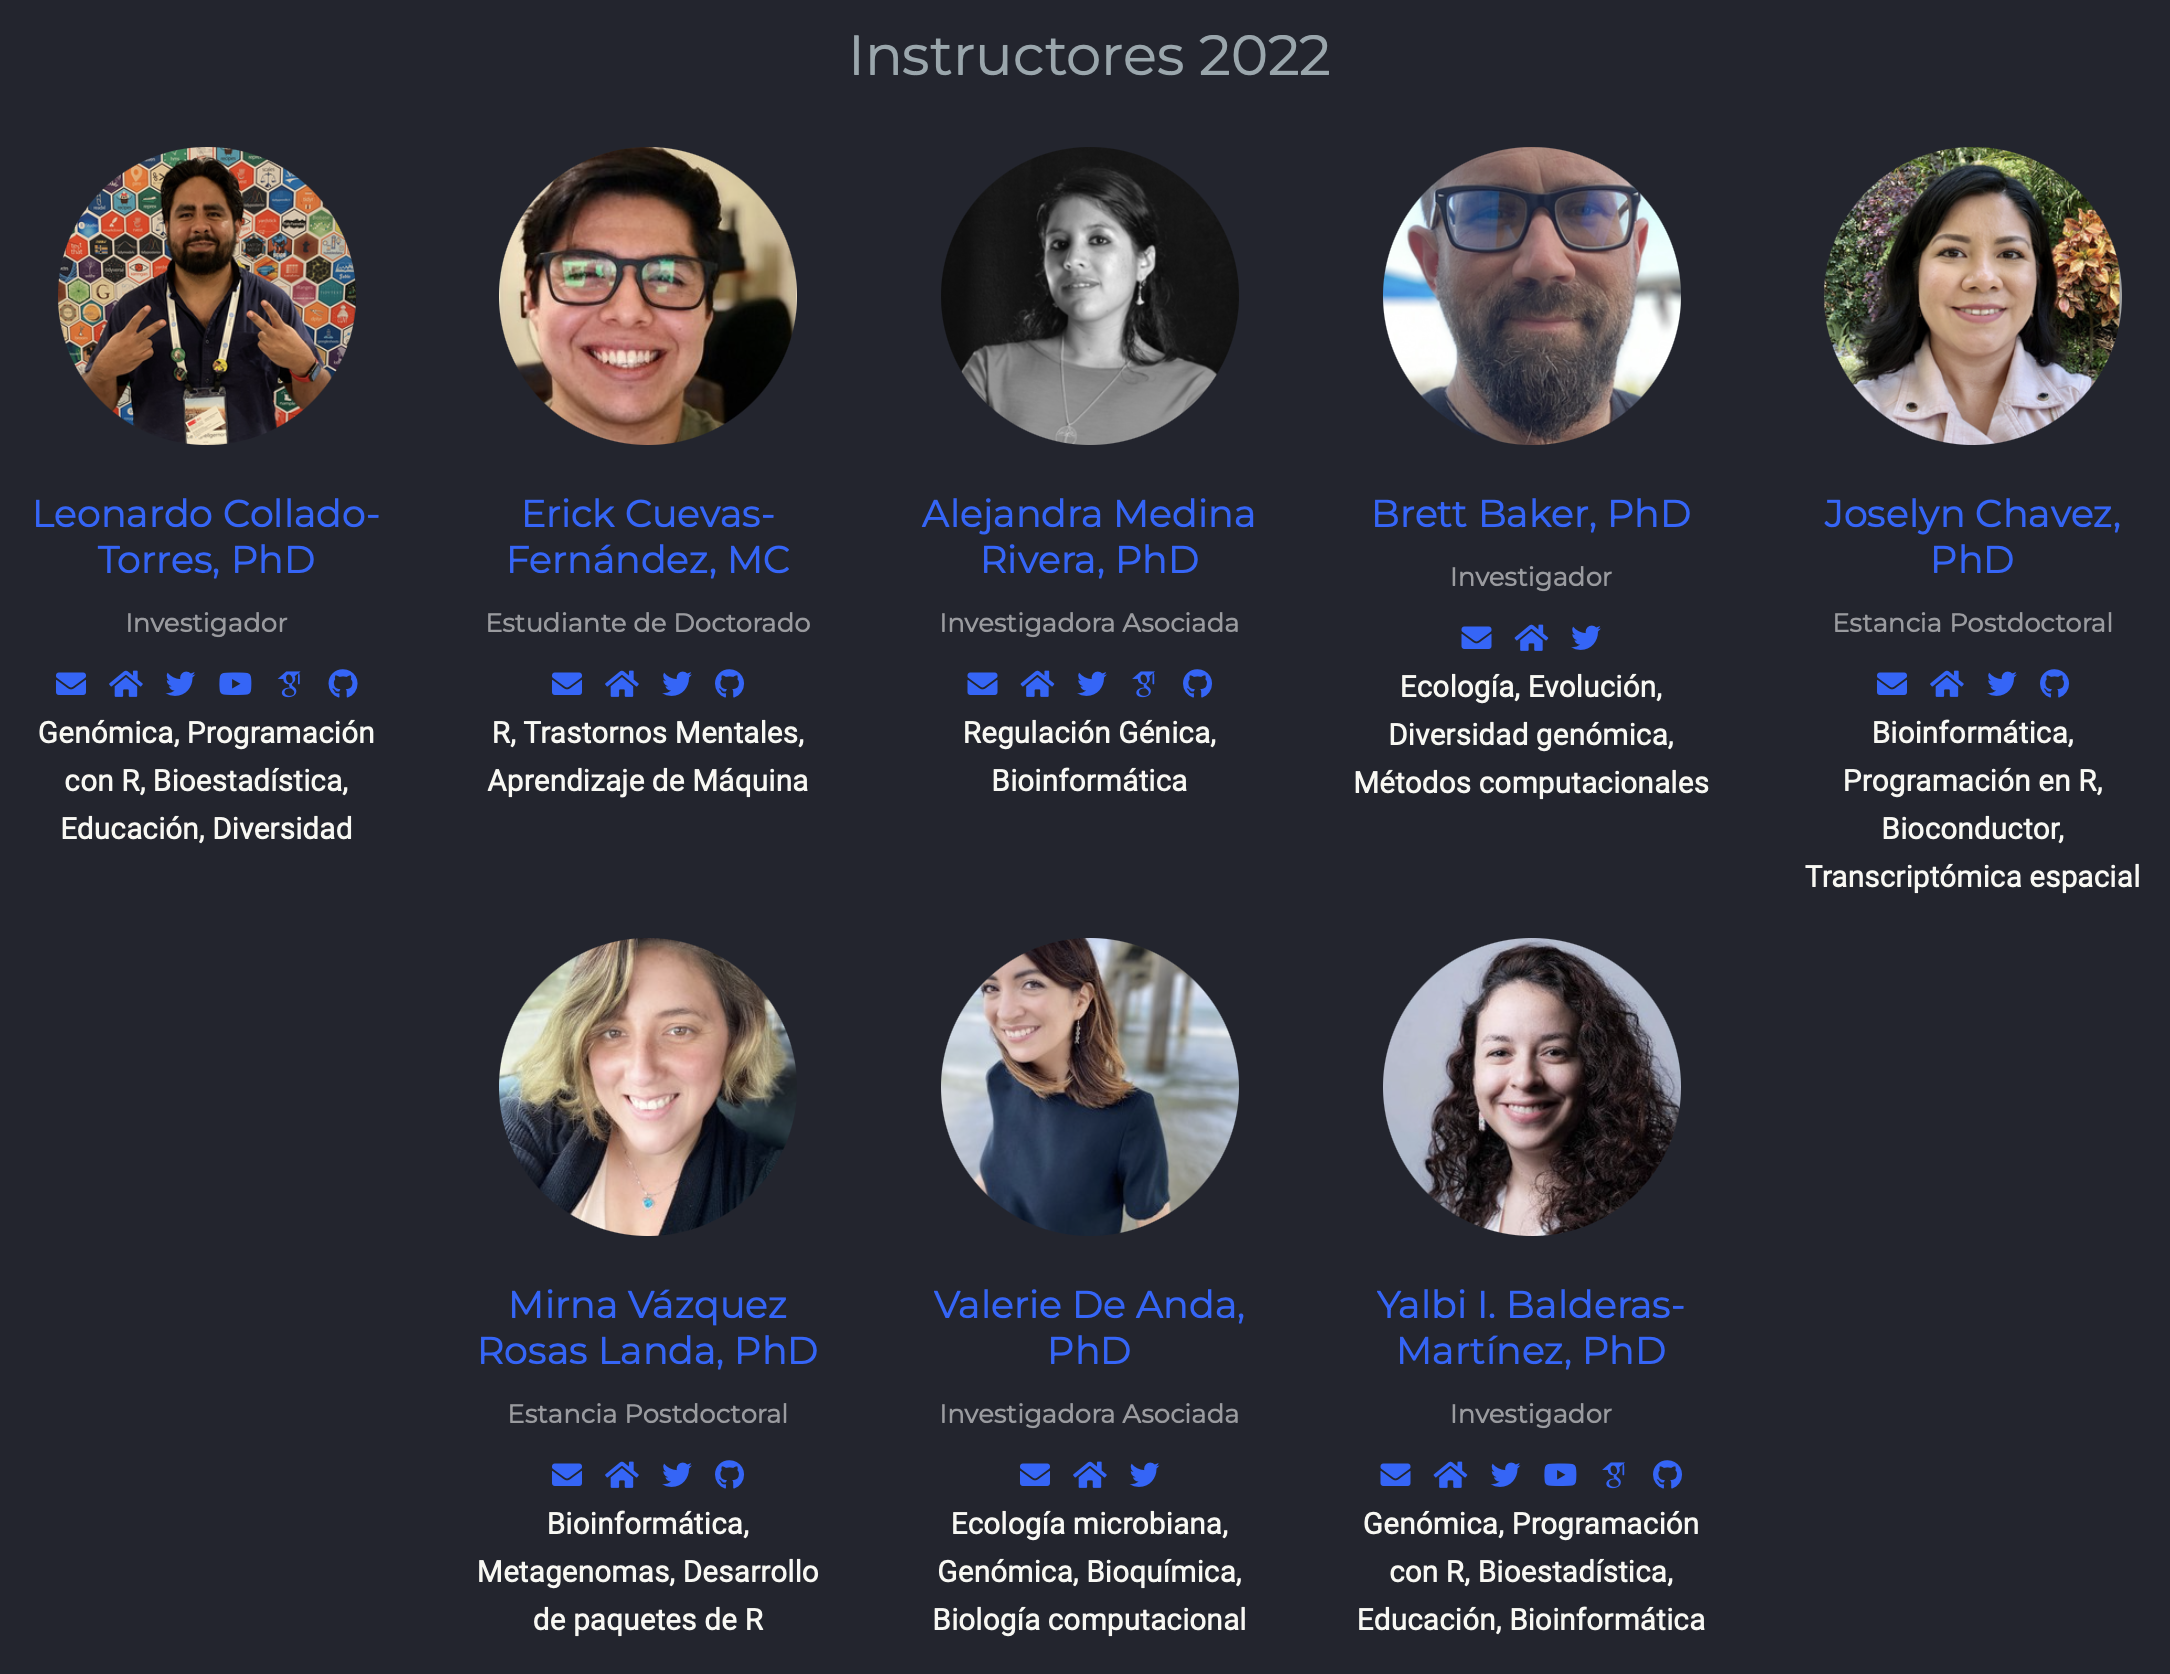 Instructores 2022
Leonardo Collado-
Torres, PhD
Investigador
Genómica, Programación
con R, Bioestadística,
Educación, Diversidad
Erick Cuevas-
Fernández, MC
Estudiante de Doctorado
R, Trastornos Mentales,
Aprendizaje de Máquina
Alejandra Medina
Rivera, PhD
Investigadora Asociada
Regulación Génica,
Bioinformática
Brett Baker, PhD
Investigador
Ecología, Evolución,
Diversidad genómica,
Métodos computacionales
Joselyn Chavez,
PhD
Estancia Postdoctoral
Bioinformática,
Programación en R,
Bioconductor,
Transcriptómica espacial
Mirna Vázquez
Rosas Landa, PhD
Estancia Postdoctoral
Bioinformática,
Metagenomas, Desarrollo
de paquetes de R
Valerie De Anda,
PhD
Investigadora Asociada
Ecología microbiana,
Genómica, Bioquímica,
Biología computacional
Yalbi I. Balderas-
Martínez, PhD
Investigador
Genómica, Programación
con R, Bioestadística,
Educación, Bioinformática